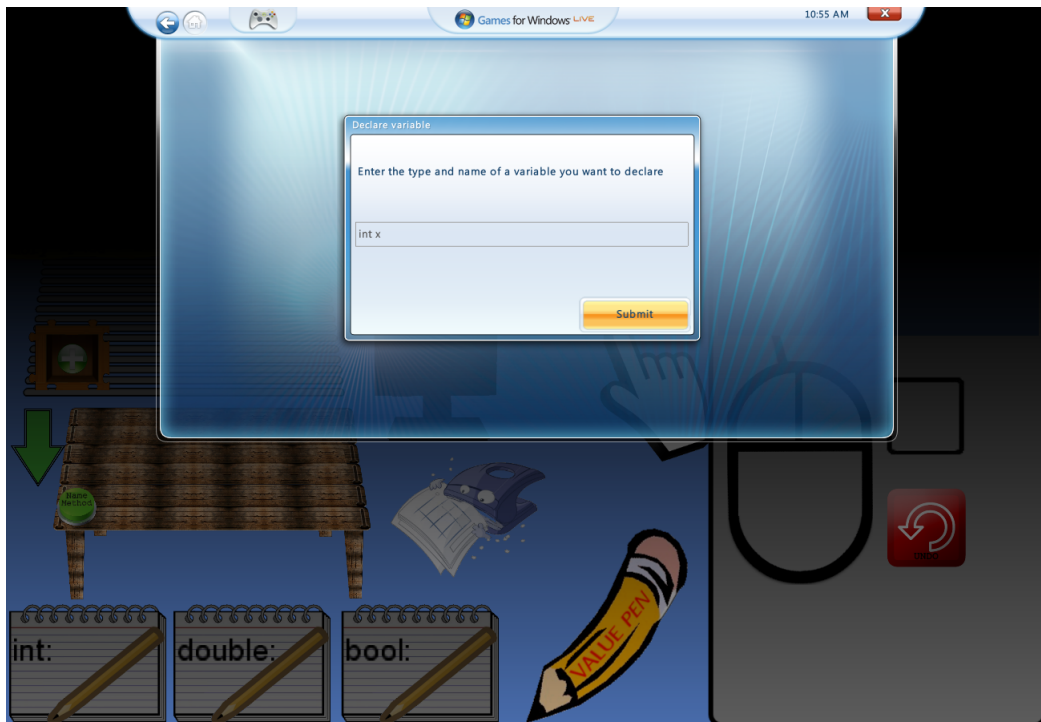 Games for Windows LIVE
10:55 AM
X
Declare variable
Enter the type and name of a variable you want to declare
int x
Submit
Name
Method
int:
double:
bool:
VALUE PEN